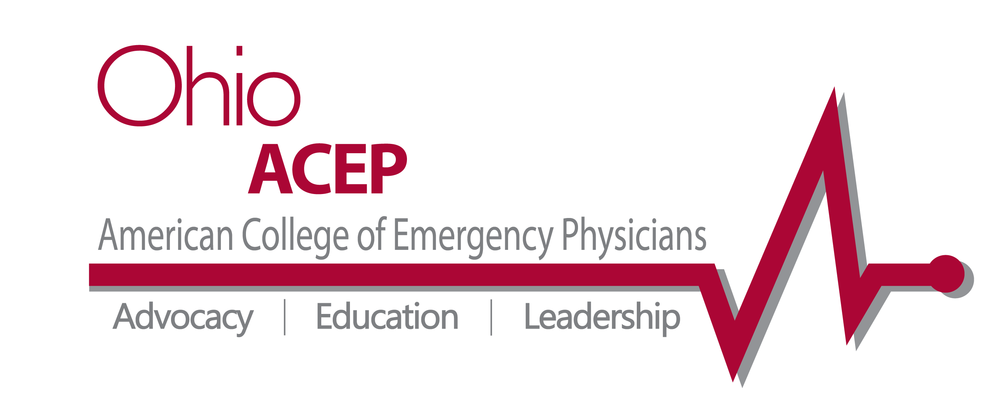 Ohio
ACEP
American College of Emergency Physicians
Advocacy | Education | Leadership